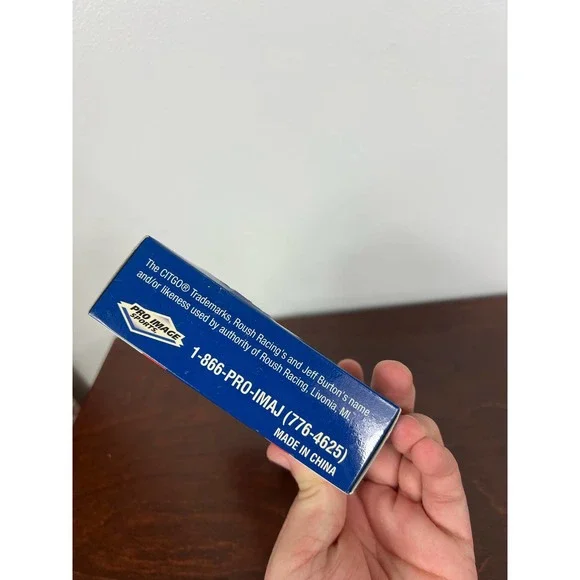 The CITGO® Trademarks, Roush Racing's and Jeff Burton's name
and/or likeness used by authority of Roush Racing, Livonia, MI.
PRO IMAGE
SPORTS
1-866-PRO-IMAJ (776-4625)
MADE IN CHINA